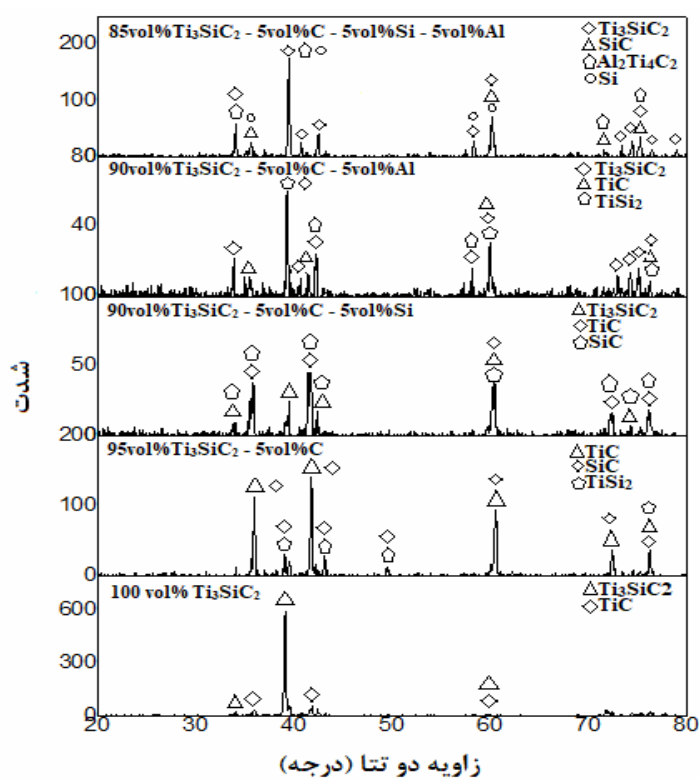 85vol%Ti₃SiC₂ - 5vol%C - 5vol%Si - 5vol%Al
Ti₃SiC₂
SiC
Al₂Ti₄C₂
Si
200
100
80
90vol%Ti₃SiC₂ - 5vol%C - 5vol%Al
Ti₃SiC₂
TiC
TiSi₂
40
100
90vol%Ti₃SiC₂ - 5vol%C - 5vol%Si
Ti₃SiC₂
TiC
SiC
50
200
95vol%Ti₃SiC₂ - 5vol%C
TiC
SiC
TiSi₂
100
0
100 vol% Ti₃SiC₂
Ti₃SiC2
TiC
600
300
0
20 30 40 50 60 70 80
شدت
زاویه دو تتا (درجه)